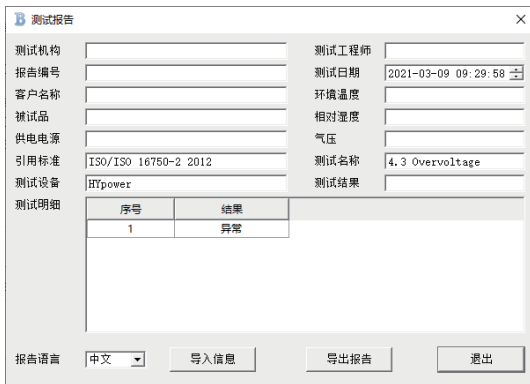 测试报告
测试机构 测试工程师
报告编号 测试日期 2021-03-09 09:29:58
客户名称 环境温度
被试品 相对湿度
供电电源 气压
引用标准 ISO/ISO 16750-2 2012 测试名称 4.3 Overvoltage
测试设备 HYpower 测试结果
测试明细 序号 结果
1 异常
报告语言 中文 导入信息 导出报告 退出